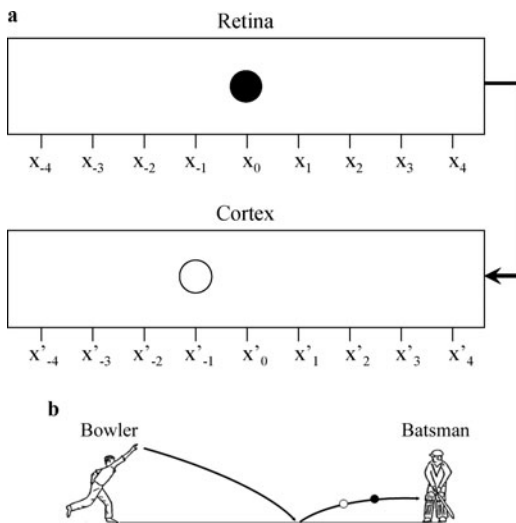 a
Retina
x-4 x-3 x-2 x-1 x0 x1 x2 x3 x4
Cortex
x'-4 x'-3 x'-2 x'-1 x'0 x'1 x'2 x'3 x'4
b
Bowler Batsman